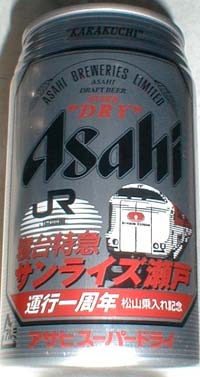 "KARAKUCHI"
ASAHI BREWERIES LIMITED
ASAHI
DRAFT BEER
SUPER
"DRY"
Asahi
JR
寝台特急
サンライズ瀬戸
運行一周年 松山乗入れ記念
アサヒスーパードライ